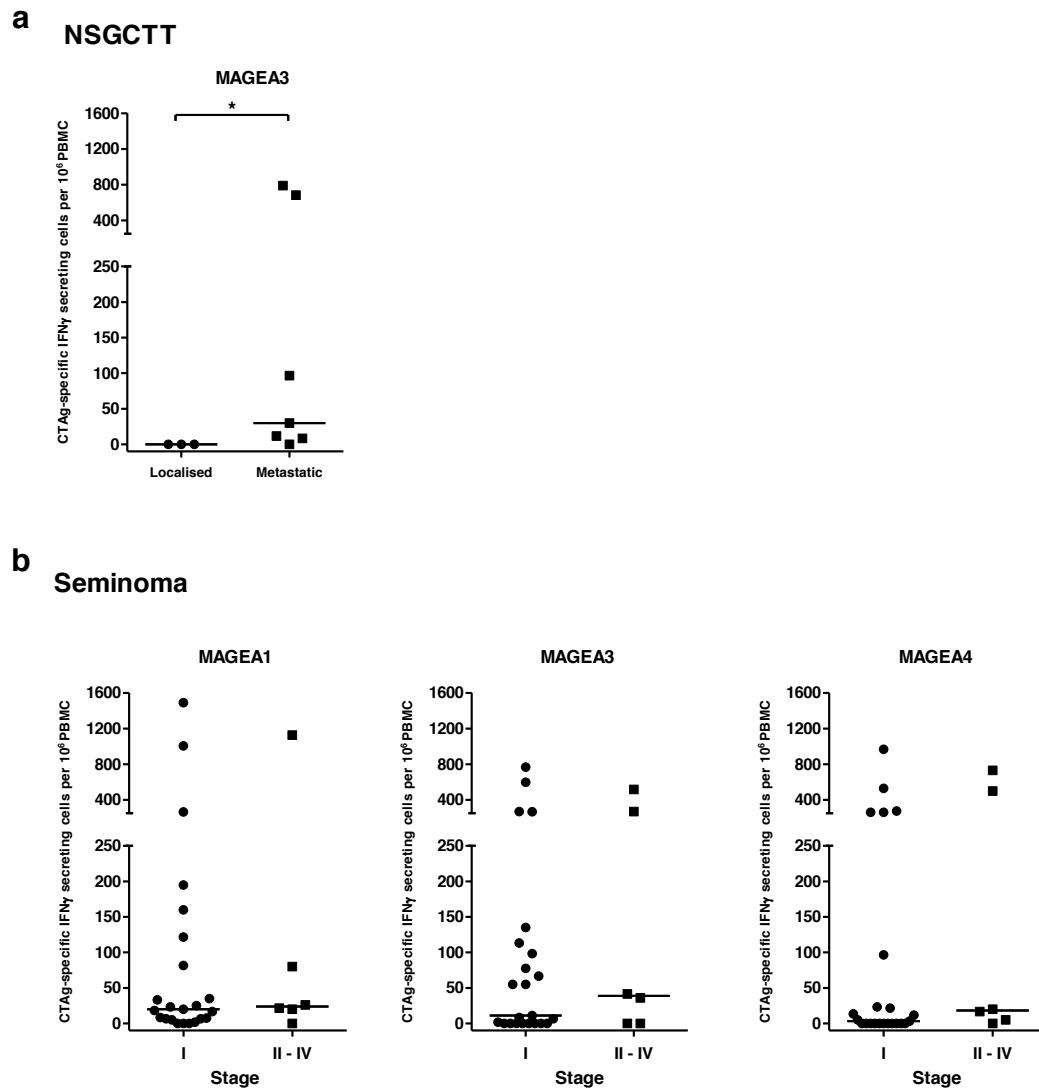 a
NSGCTT
MAGEA3
*
CTAg-specific IFNγ secreting cells per 10⁶ PBMC
1600
1200
800
400
250
200
150
100
50
0
Localised
Metastatic
b
Seminoma
MAGEA1
CTAg-specific IFNγ secreting cells per 10⁶ PBMC
1600
1200
800
400
250
200
150
100
50
0
I
II - IV
Stage
MAGEA3
CTAg-specific IFNγ secreting cells per 10⁶ PBMC
1600
1200
800
400
250
200
150
100
50
0
I
II - IV
Stage
MAGEA4
CTAg-specific IFNγ secreting cells per 10⁶ PBMC
1600
1200
800
400
250
200
150
100
50
0
I
II - IV
Stage